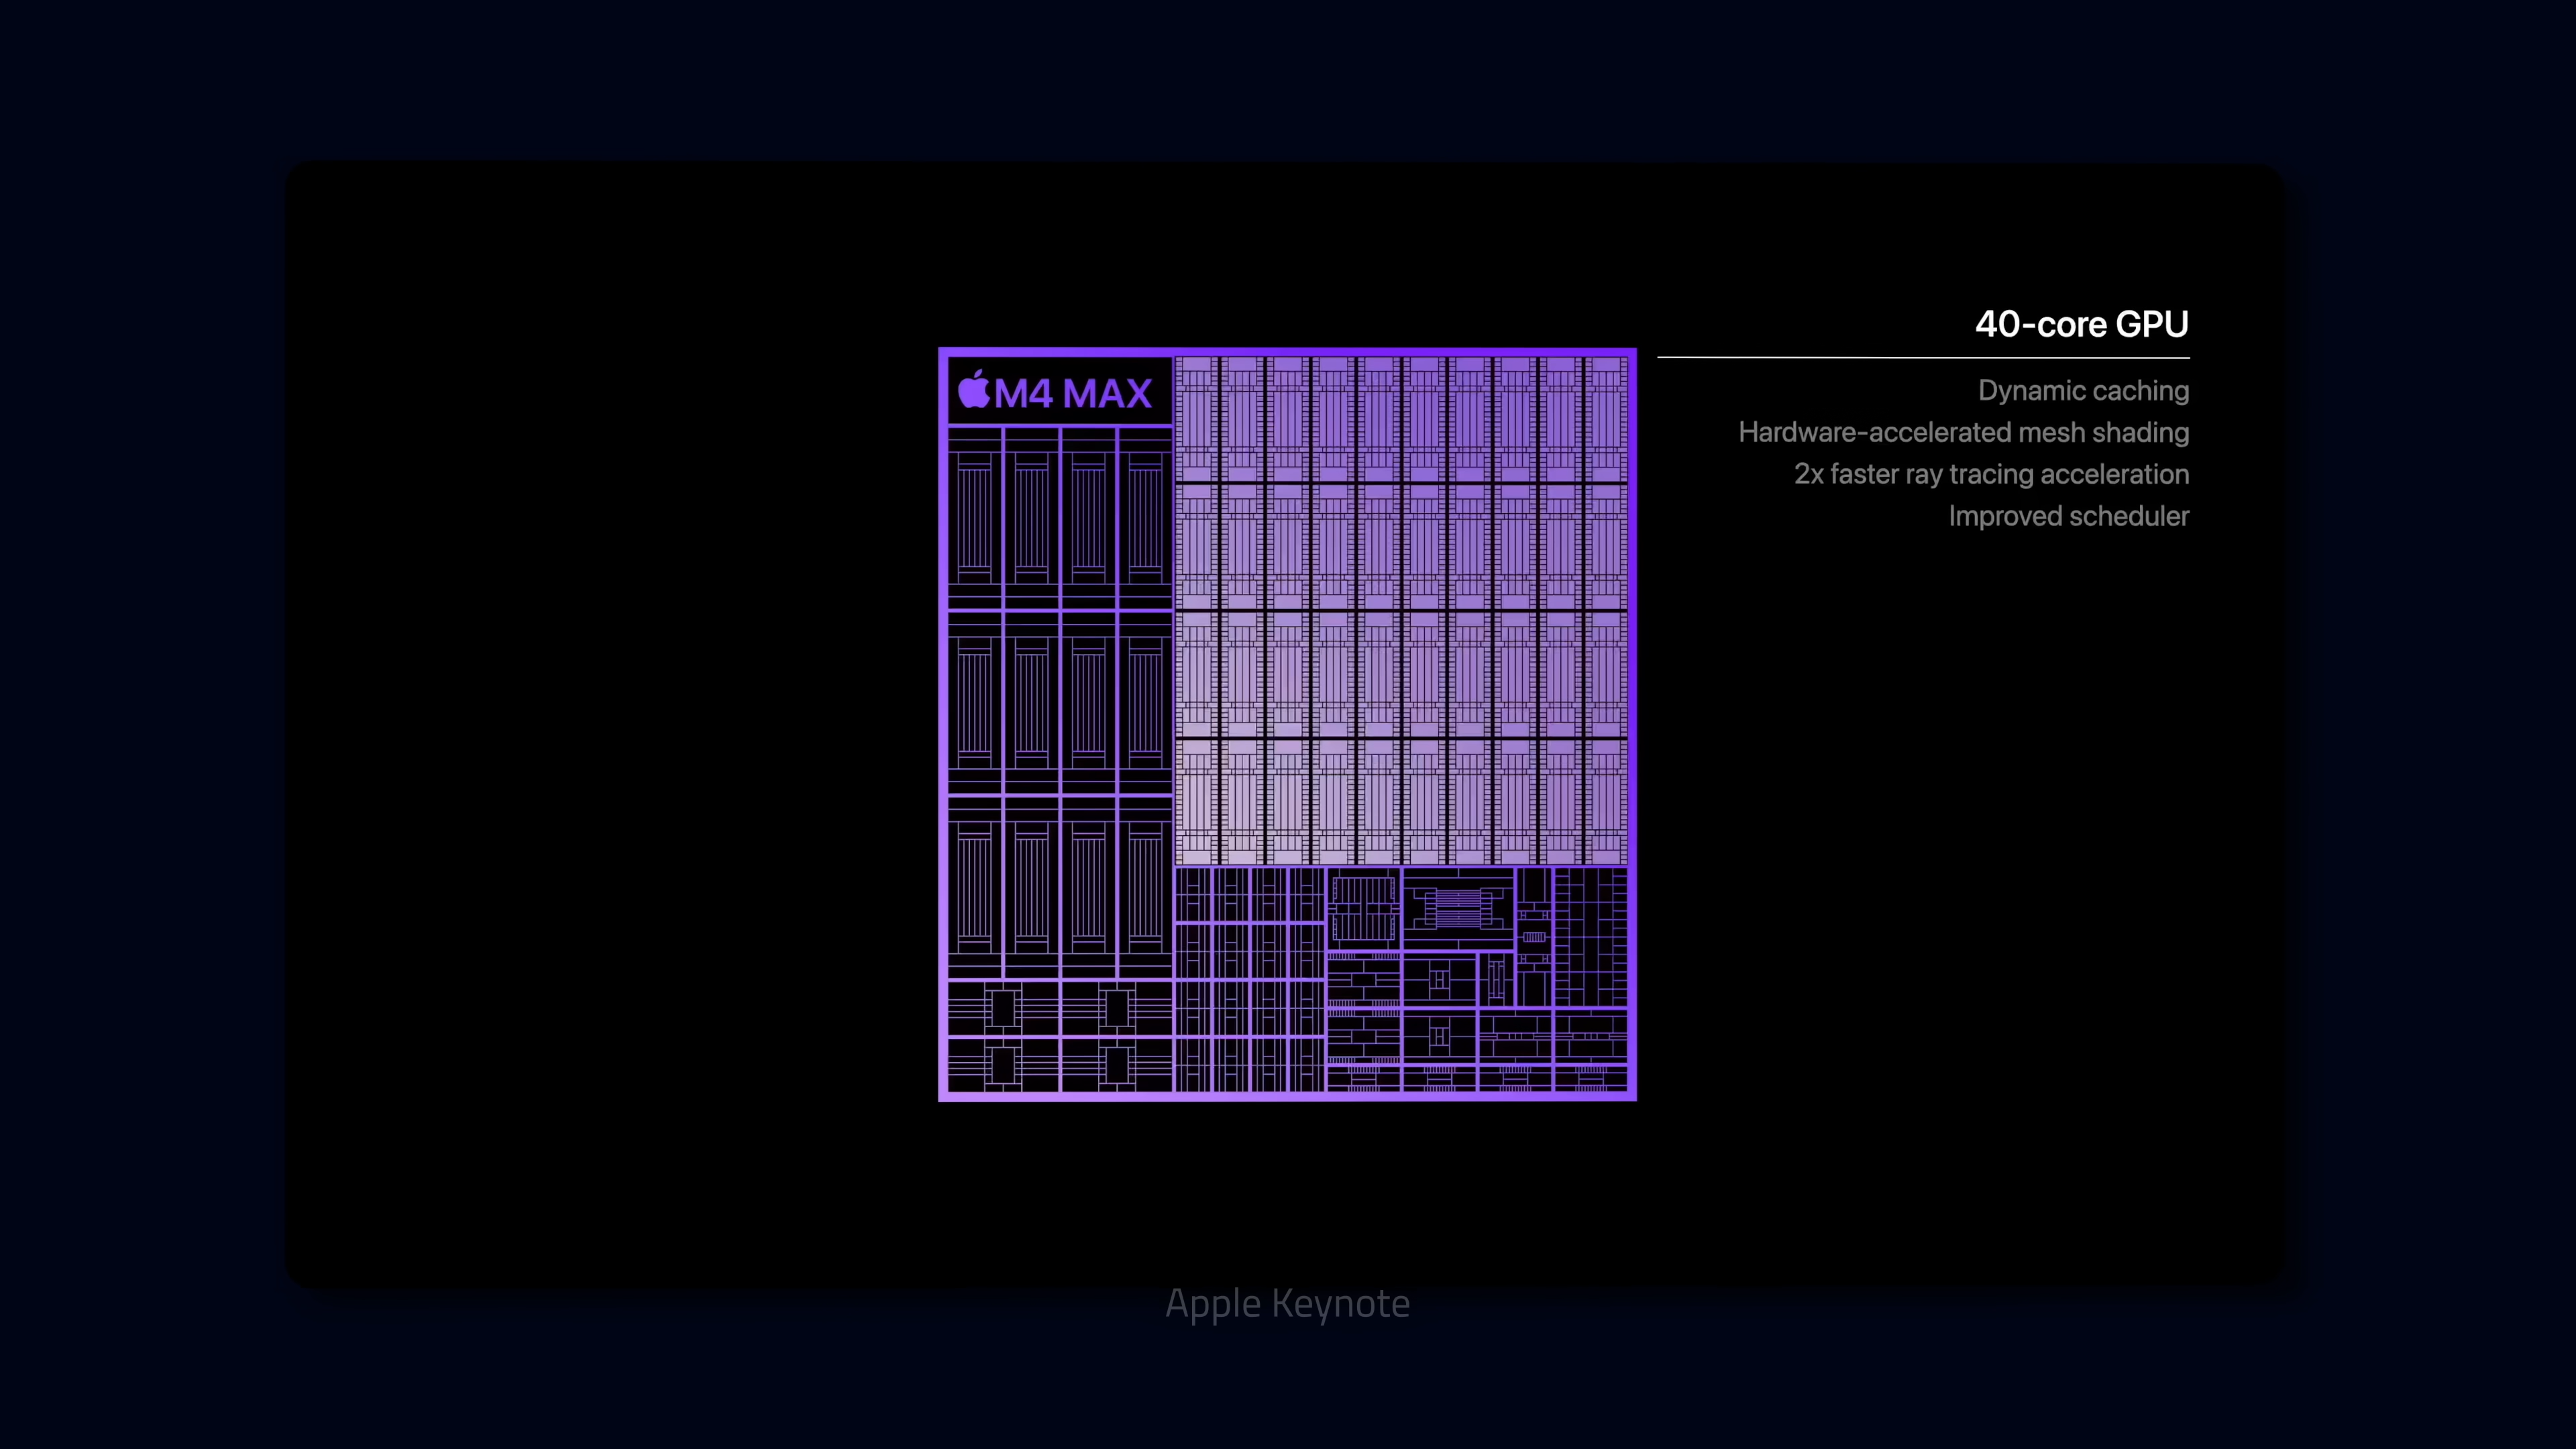 M4 MAX
40-core GPU
Dynamic caching
Hardware-accelerated mesh shading
2x faster ray tracing acceleration
Improved scheduler
Apple Keynote